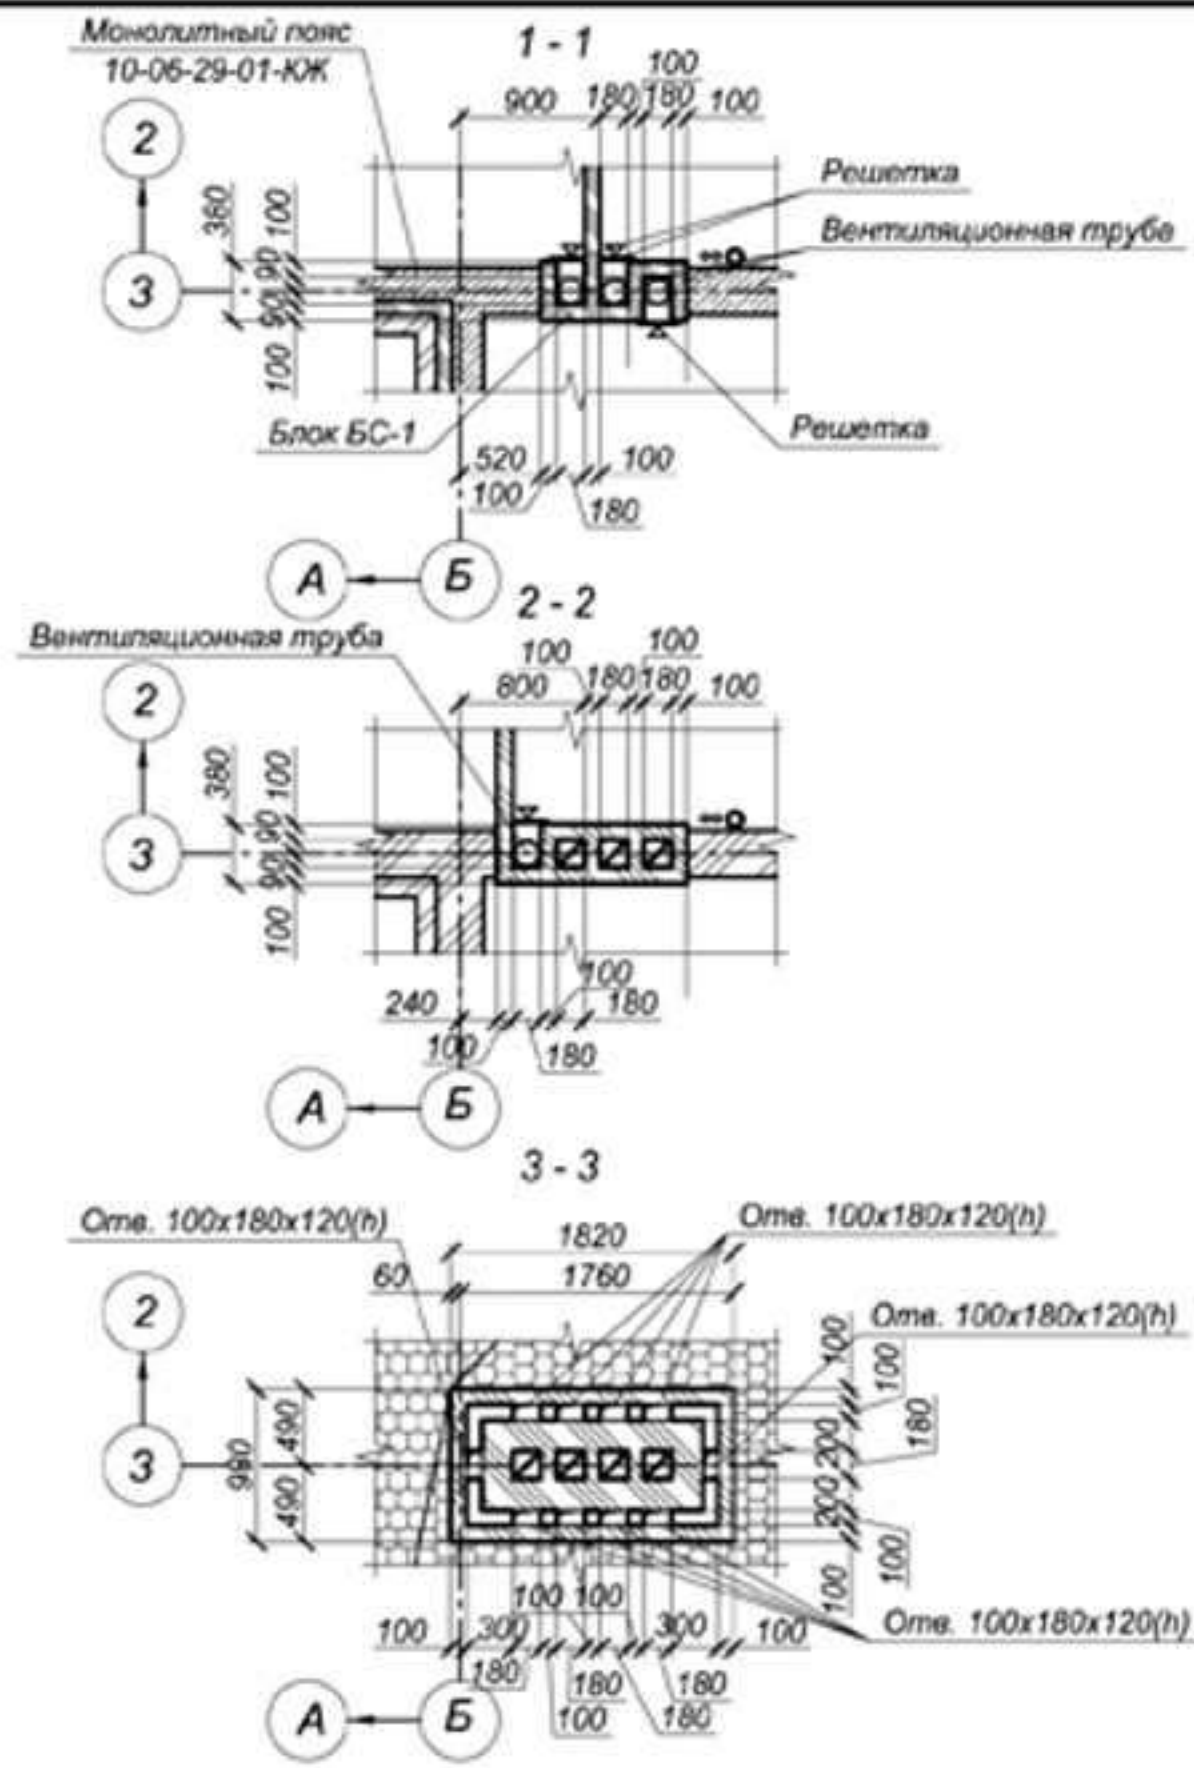 Монолитный пояс
10-06-29-01-КЖ
1 - 1
100
900 180 180 100
2
Решетка
Вентиляционная трубе
380 100
90
3
90
100
Блок БС-1
Решетка
520 100
100 180
А Б
2 - 2
Вентиляционная труба
100 100
800 180 180 100
2
380 100
90
3
90
100
100
240 180
100 180
А Б
3 - 3
Отв. 100х180х120(h)
Отв. 100х180х120(h)
1820
60 1760
2
Отв. 100х180х120(h)
100
100
180
490
980
200
3
200
490
100
100
Отв. 100х180х120(h)
100 100
100 300 300 100
180 180 180
100 180
А Б